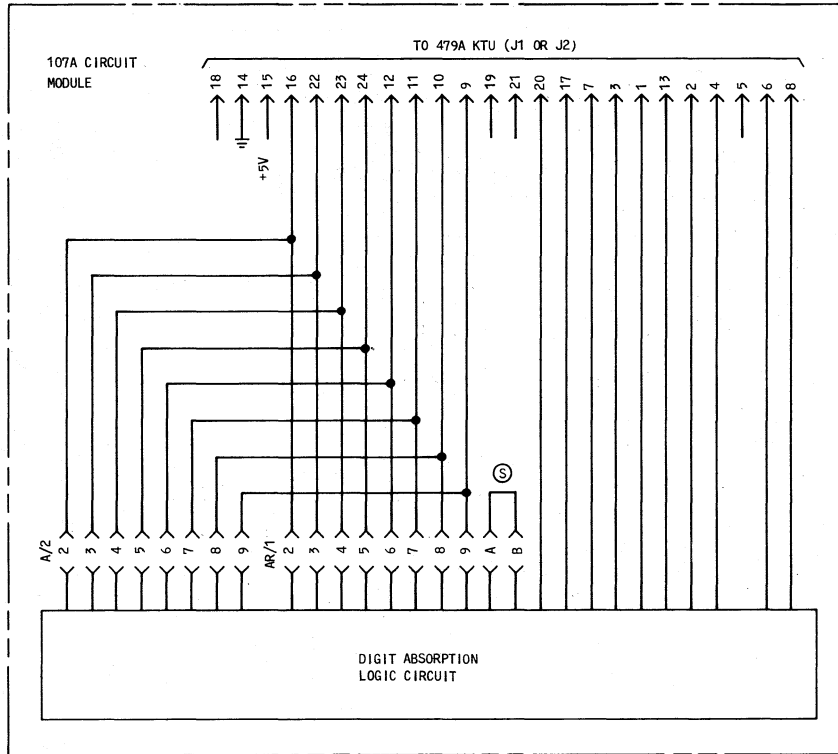 TO 479A KTU (J1 OR J2)
107A CIRCUIT
MODULE
18 14 15 16 22 23 24 12 11 10 9 19 21 20 17 7 3 1 13 2 4 5 6 8
+5V
S
A/2 2 3 4 5 6 7 8 9 AR/1 2 3 4 5 6 7 8 9 A B
DIGIT ABSORPTION
LOGIC CIRCUIT